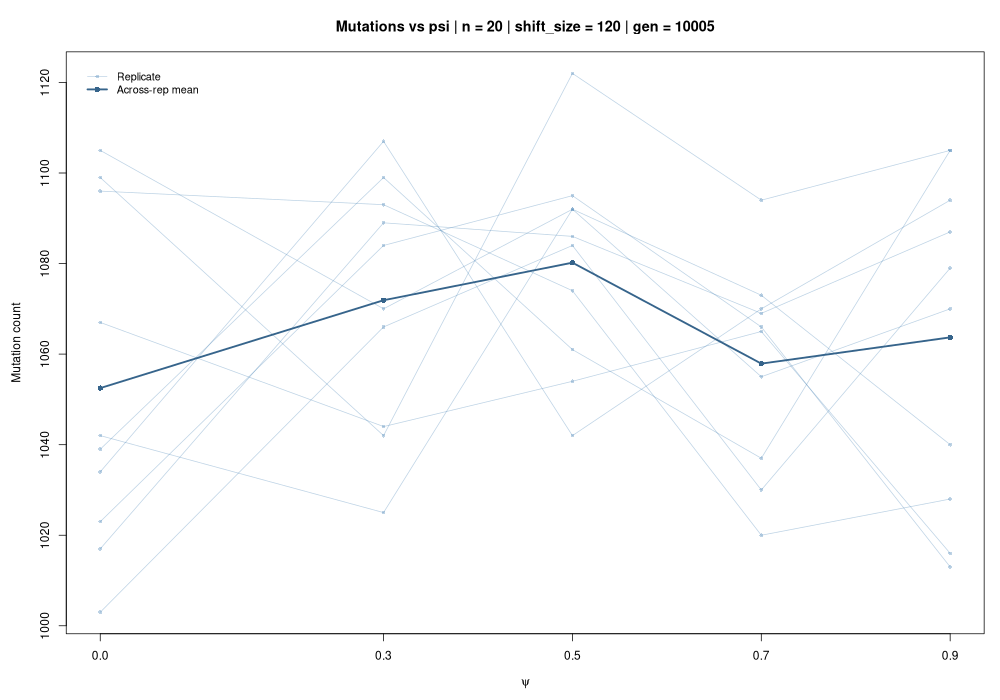 Mutations vs psi | n = 20 | shift_size = 120 | gen = 10005
Replicate
Across-rep mean
Mutation count
1120
1100
1080
1060
1040
1020
1000
0.0 0.3 0.5 0.7 0.9
ψ